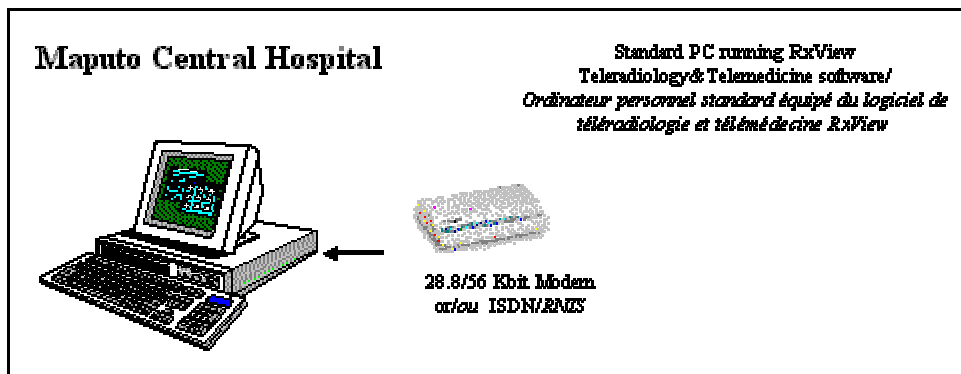 Maputo Central Hospital
Standard PC running RxView
Teleradiology& Telemedicine software/
Ordinateur personnel standard équipé du logiciel de
téléradiologie et télémédecine RxView
28.8/56 Kbit Modem
or/ou ISDN/RNIS